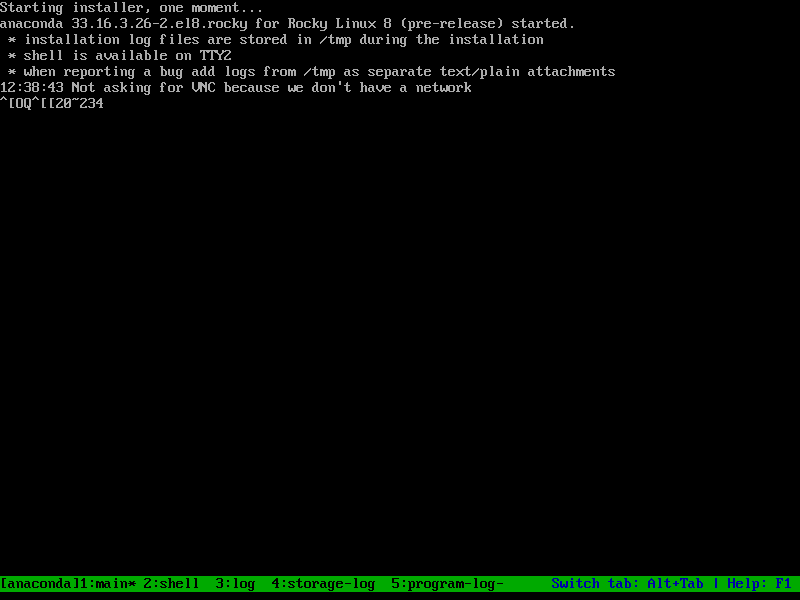 Starting installer, one moment...
anaconda 33.16.3.26-2.el8.rocky for Rocky Linux 8 (pre-release) started.
 * installation log files are stored in /tmp during the installation
 * shell is available on TTY2
 * when reporting a bug add logs from /tmp as separate text/plain attachments
12:38:43 Not asking for VNC because we don't have a network
^[OQ^[[20~234
[anaconda]1:main* 2:shell  3:log  4:storage-log  5:program-log-      Switch tab: Alt+Tab | Help: F1